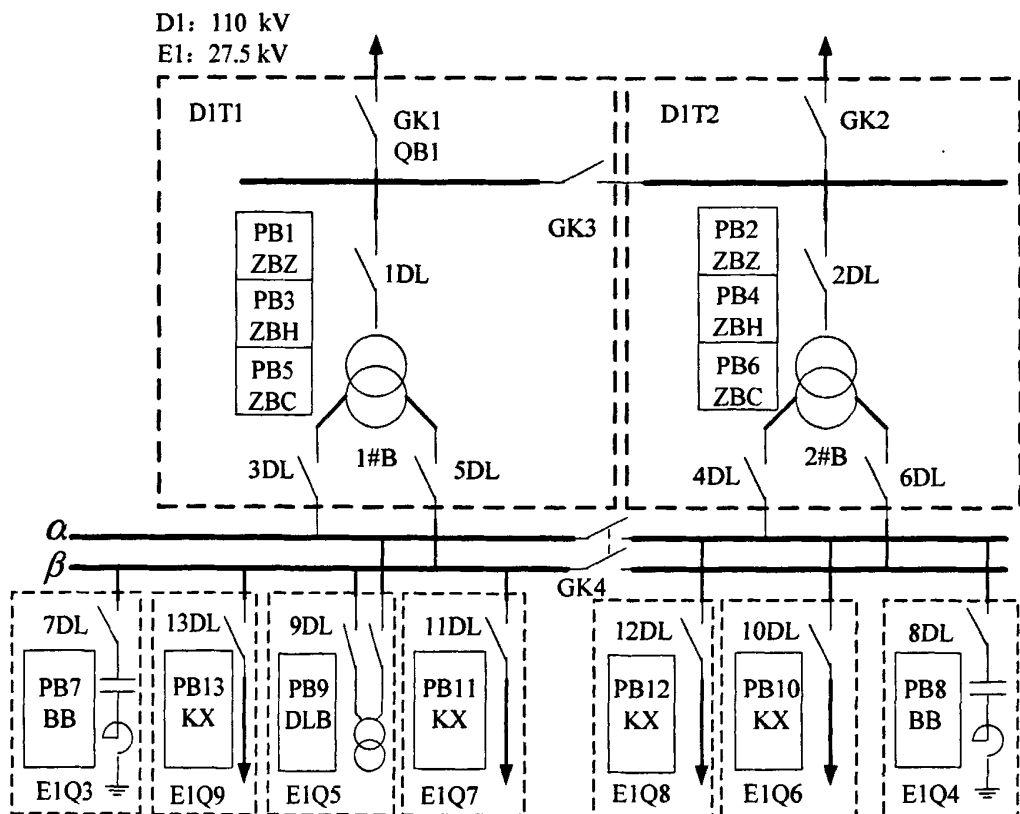 D1: 110 kV
E1: 27.5 kV
D1T1
GK1
QB1
D1T2
GK2
GK3
PB1
ZBZ
PB3
ZBH
PB5
ZBC
1DL
PB2
ZBZ
PB4
ZBH
PB6
ZBC
2DL
3DL
1#B
5DL
4DL
2#B
6DL
α
β
GK4
7DL
PB7
BB
E1Q3
13DL
PB13
KX
E1Q9
9DL
PB9
DLB
E1Q5
11DL
PB11
KX
E1Q7
12DL
PB12
KX
E1Q8
10DL
PB10
KX
E1Q6
8DL
PB8
BB
E1Q4